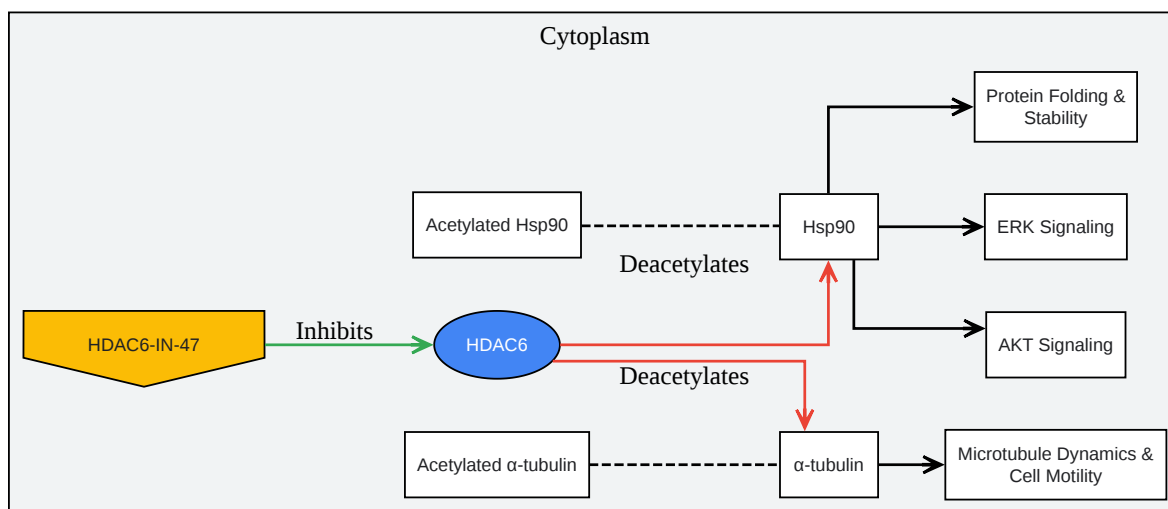 Cytoplasm
Protein Folding &
Stability
Acetylated Hsp90
Hsp90
ERK Signaling
Deacetylates
HDAC6-IN-47
Inhibits
HDAC6
AKT Signaling
Deacetylates
Acetylated α-tubulin
α-tubulin
Microtubule Dynamics &
Cell Motility